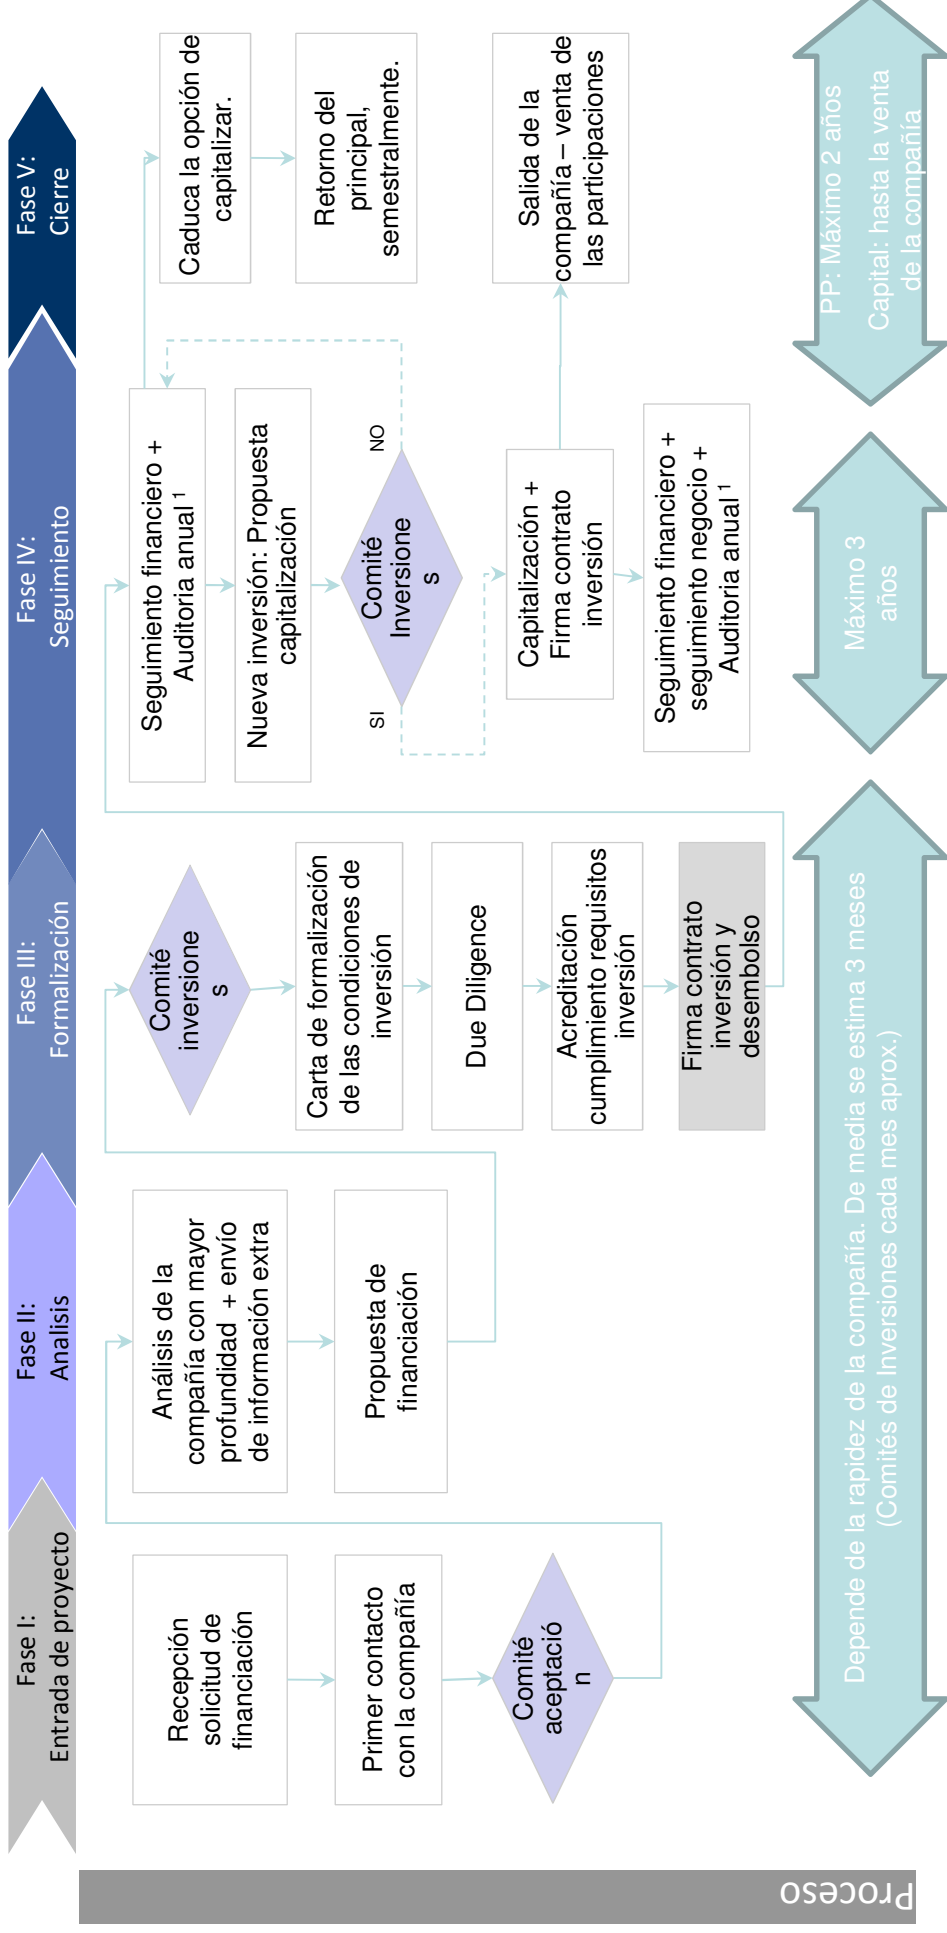 Proceso
Fase I:
Entrada de proyecto
Fase II:
Analisis
Fase III:
Formalización
Fase IV:
Seguimiento
Fase V:
Cierre
Recepción
solicitud de
financiación
Primer contacto
con la compañía
Comité
aceptació
n
Análisis de la
compañía con mayor
profundidad + envío
de información extra
Propuesta de
financiación
Comité
inversione
s
Carta de formalización
de las condiciones de
inversión
Due Diligence
Acreditación
cumplimiento requisitos
inversión
Firma contrato
inversión y
desembolso
Seguimiento financiero +
Auditoria anual ¹
Nueva inversión: Propuesta
capitalización
Comité
Inversione
s
SI
NO
Capitalización +
Firma contrato
inversión
Seguimiento financiero +
seguimiento negocio +
Auditoria anual ¹
Caduca la opción de
capitalizar.
Retorno del
principal,
semestralmente.
Salida de la
compañía – venta de
las participaciones
Depende de la rapidez de la compañía. De media se estima 3 meses
(Comités de Inversiones cada mes aprox.)
Máximo 3
años
PP: Máximo 2 años
Capital: hasta la venta
de la compañía